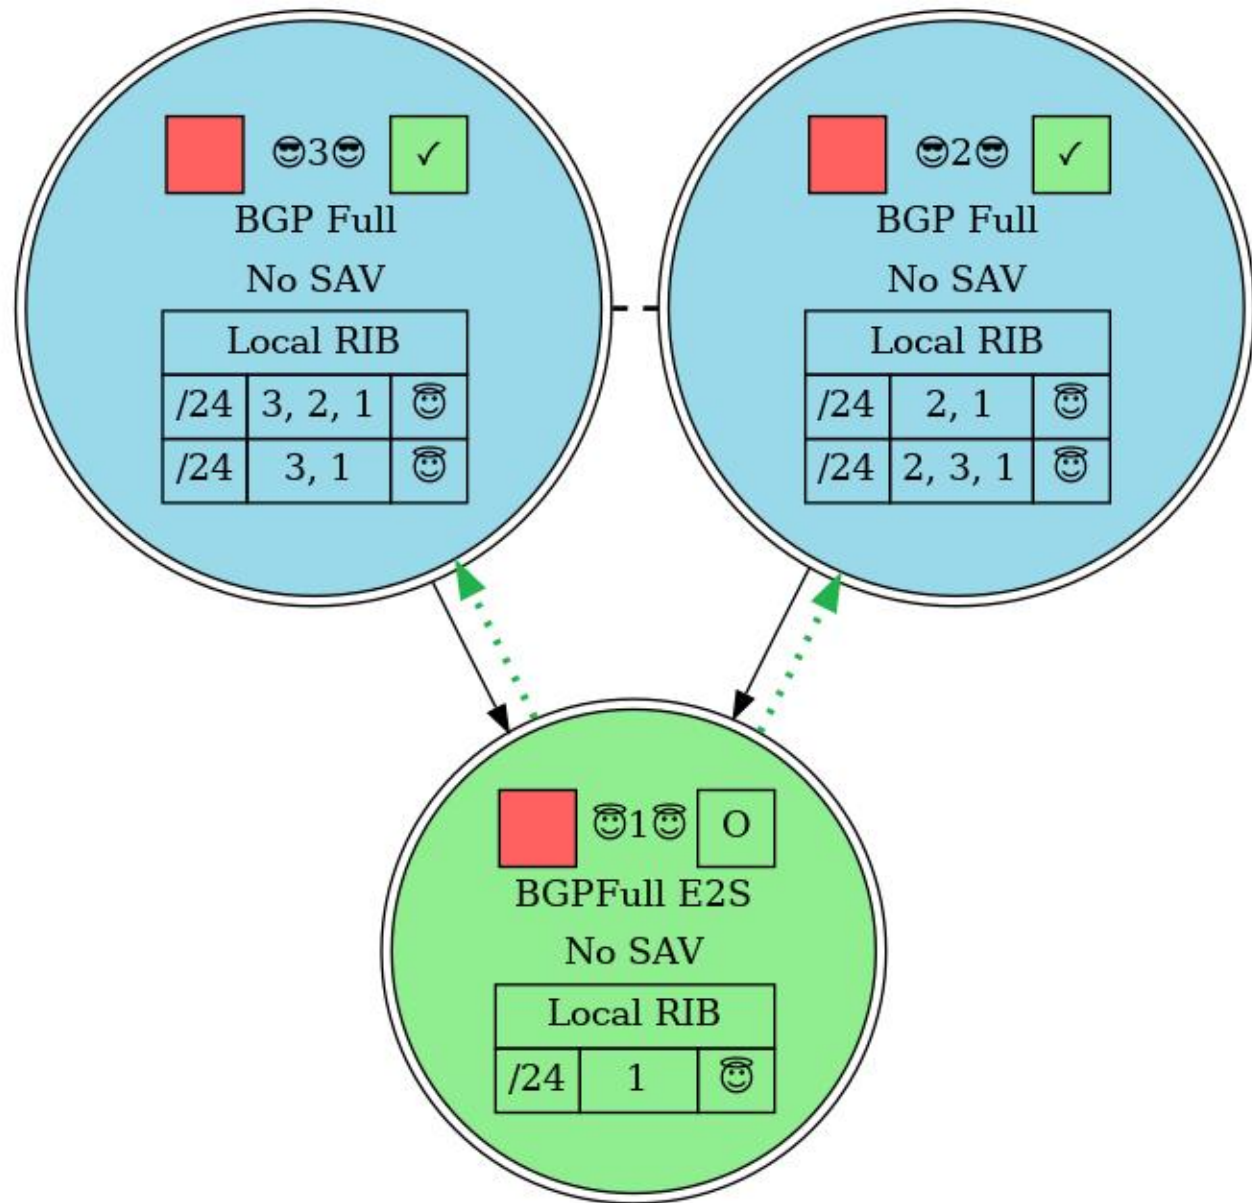 😎3😎 ✓
BGP Full
No SAV
Local RIB
/24 3, 2, 1 😇
/24 3, 1 😇
😎2😎 ✓
BGP Full
No SAV
Local RIB
/24 2, 1 😇
/24 2, 3, 1 😇
😇1😇 O
BGPFull E2S
No SAV
Local RIB
/24 1 😇